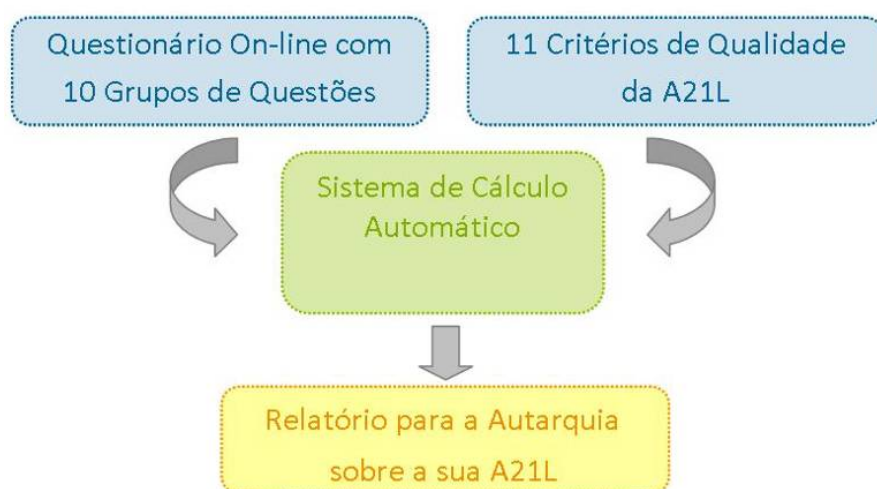 Questionário On-line com
10 Grupos de Questões
11 Critérios de Qualidade
da A21L
Sistema de Cálculo
Automático
Relatório para a Autarquia
sobre a sua A21L